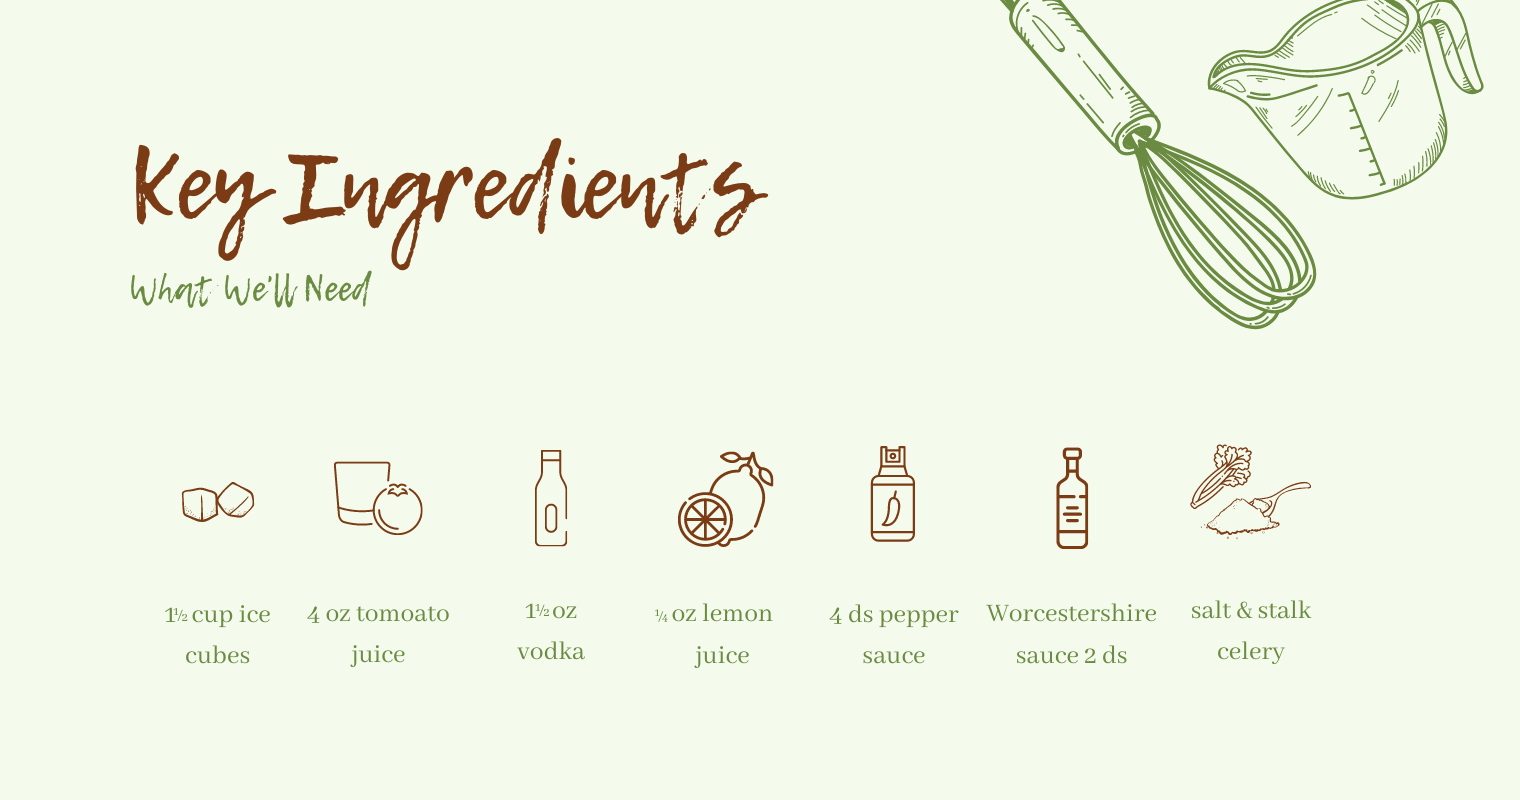 Key Ingredients
What We'll Need
1½ cup ice
cubes
4 oz tomoato
juice
1½ oz
vodka
¼ oz lemon
juice
4 ds pepper
sauce
Worcestershire
sauce 2 ds
salt & stalk
celery